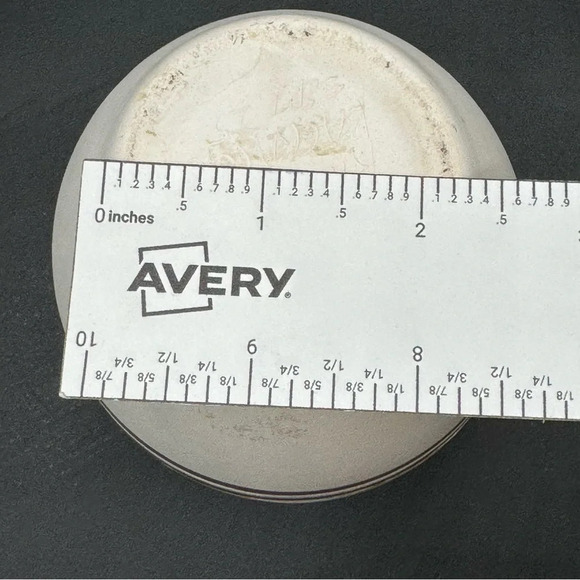 .1 .2 .3 .4 .5 .6 .7 .8 .9 .1 .2 .3 .4 .5 .6 .7 .8 .9 .1 .2 .3 .4 .5 .6 .7 .8 .9
0 inches 1 2
AVERY®
10 9 8
7/8 3/4 5/8 1/2 3/8 1/4 1/8 7/8 3/4 5/8 1/2 3/8 1/4 1/8 7/8 3/4 5/8 1/2 3/8 1/4 1/8